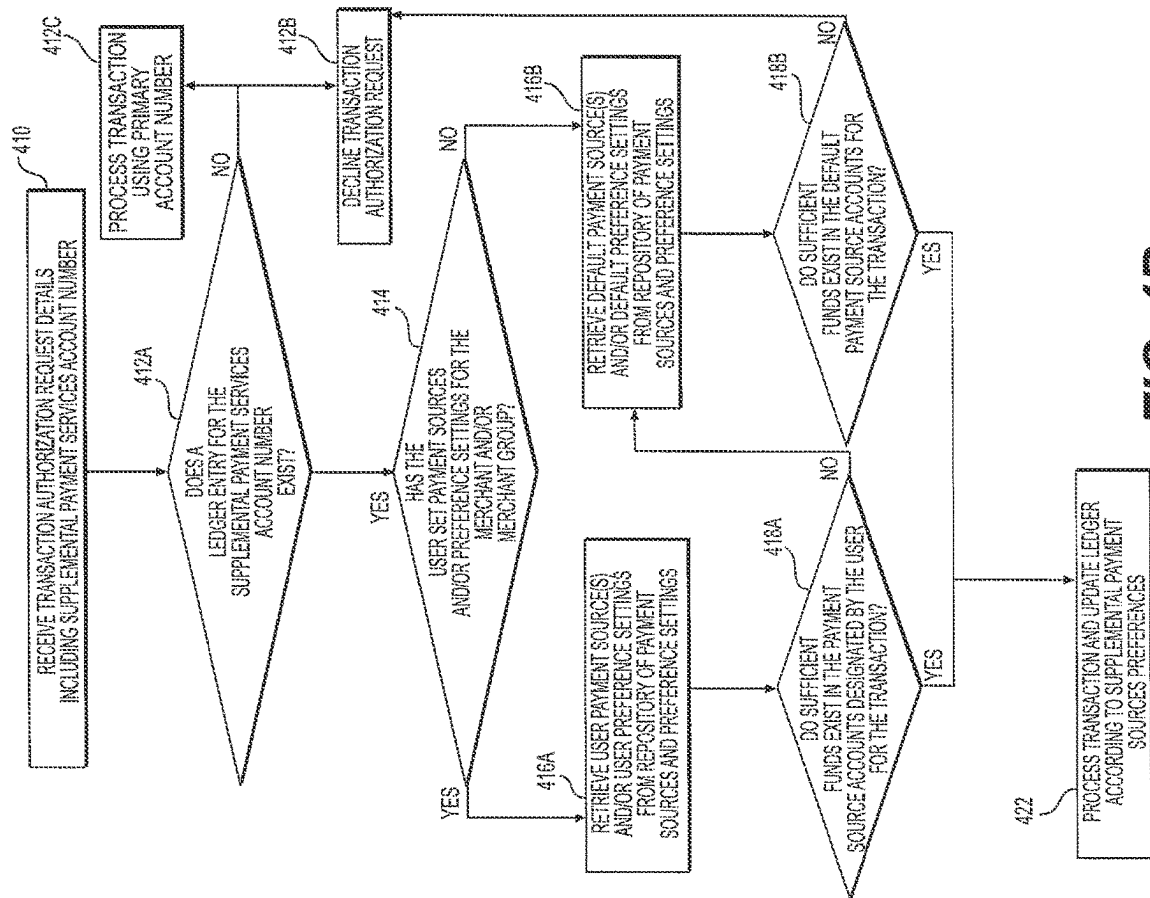 410
RECEIVE TRANSACTION AUTHORIZATION REQUEST DETAILS
INCLUDING SUPPLEMENTAL PAYMENT SERVICES ACCOUNT NUMBER
412A
DOES A
LEDGER ENTRY FOR THE
SUPPLEMENTAL PAYMENT SERVICES
ACCOUNT NUMBER
EXIST?
NO
YES
412C
PROCESS TRANSACTION
USING PRIMARY
ACCOUNT NUMBER
412B
DECLINE TRANSACTION
AUTHORIZATION REQUEST
414
HAS THE
USER SET PAYMENT SOURCES
AND/OR PREFERENCE SETTINGS FOR THE
MERCHANT AND/OR
MERCHANT GROUP?
YES
NO
416A
RETRIEVE USER PAYMENT SOURCE(S)
AND/OR USER PREFERENCE SETTINGS
FROM REPOSITORY OF PAYMENT
SOURCES AND PREFERENCE SETTINGS
416B
RETRIEVE DEFAULT PAYMENT SOURCE(S)
AND/OR DEFAULT PREFERENCE SETTINGS
FROM REPOSITORY OF PAYMENT
SOURCES AND PREFERENCE SETTINGS
418A
DO SUFFICIENT
FUNDS EXIST IN THE PAYMENT
SOURCE ACCOUNTS DESIGNATED BY THE USER
FOR THE TRANSACTION?
NO
YES
418B
DO SUFFICIENT
FUNDS EXIST IN THE DEFAULT
PAYMENT SOURCE ACCOUNTS FOR
THE TRANSACTION?
NO
YES
422
PROCESS TRANSACTION AND UPDATE LEDGER
ACCORDING TO SUPPLEMENTAL PAYMENT
SOURCES PREFERENCES